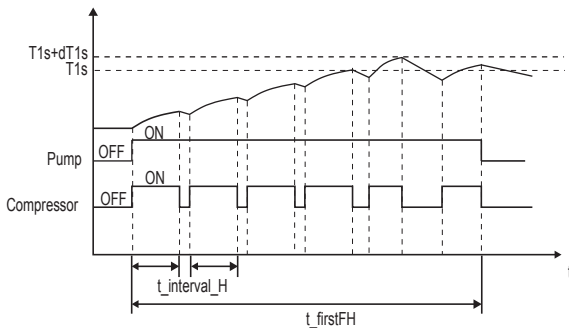 T1s+dT1s
T1s
ON
OFF
Pump
ON
OFF
Compressor
t_interval_H
t_firstFH